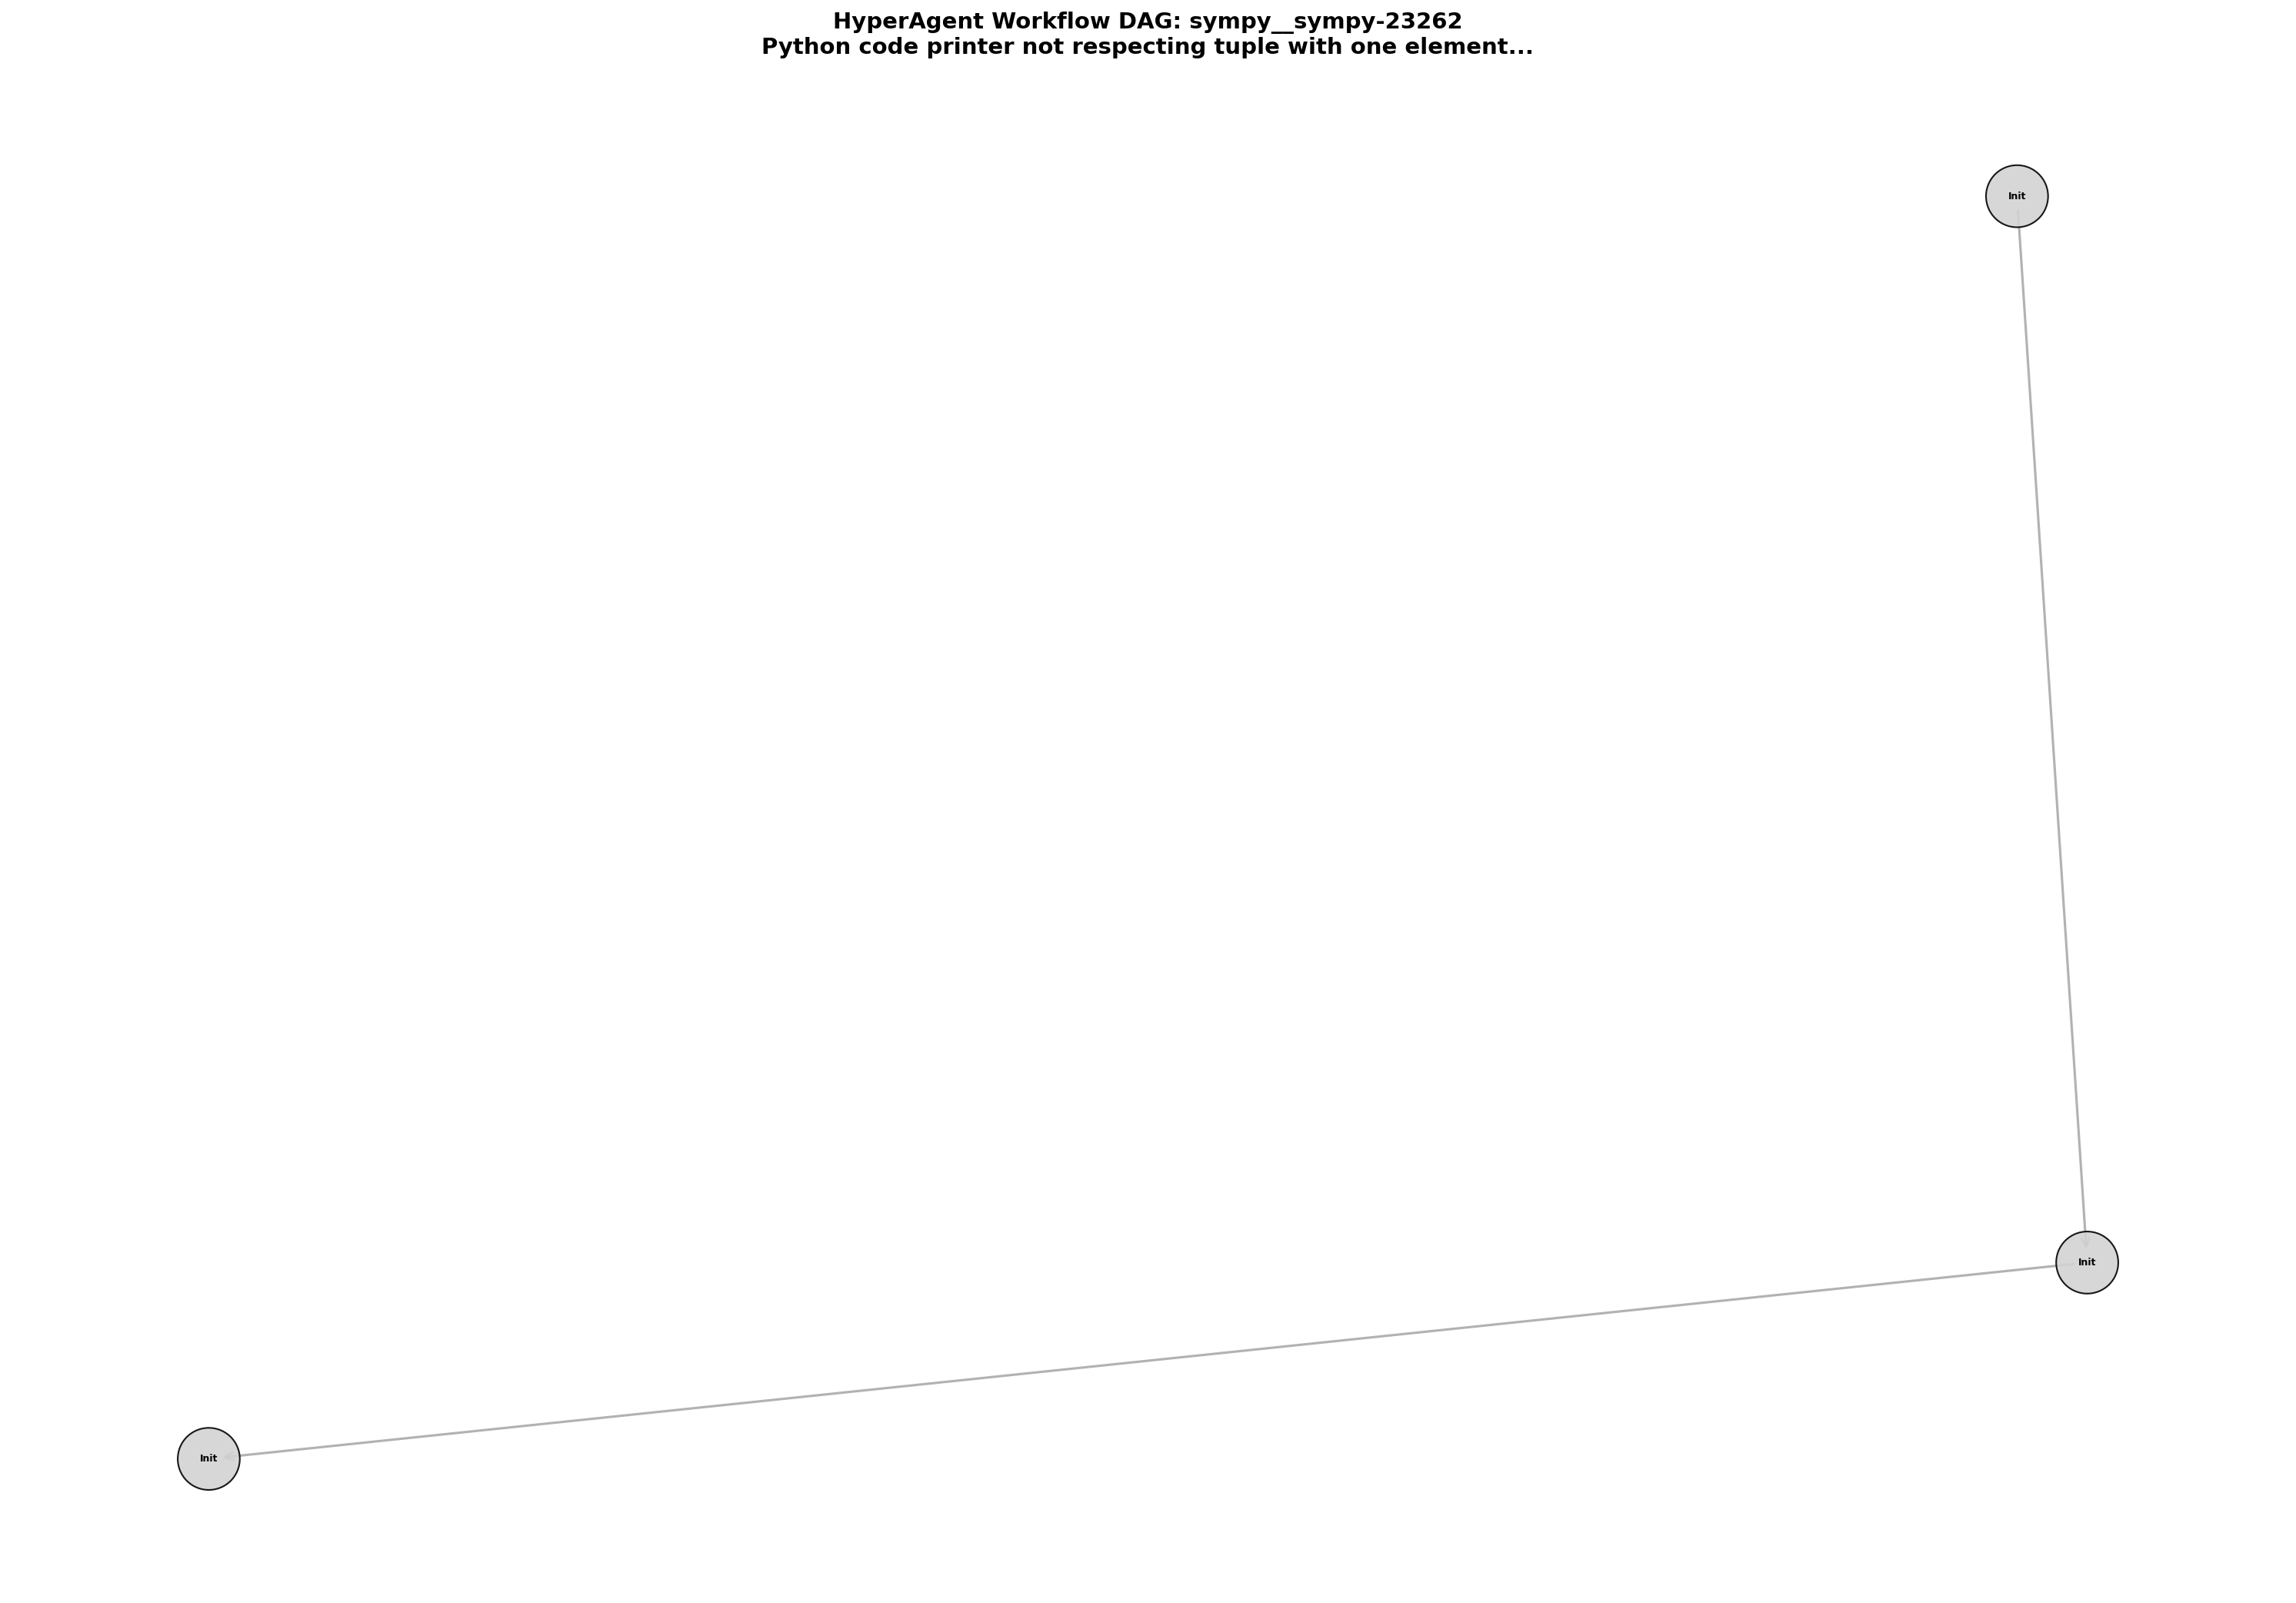 HyperAgent Workflow DAG: sympy__sympy-23262
Python code printer not respecting tuple with one element...
Init
Init
Init